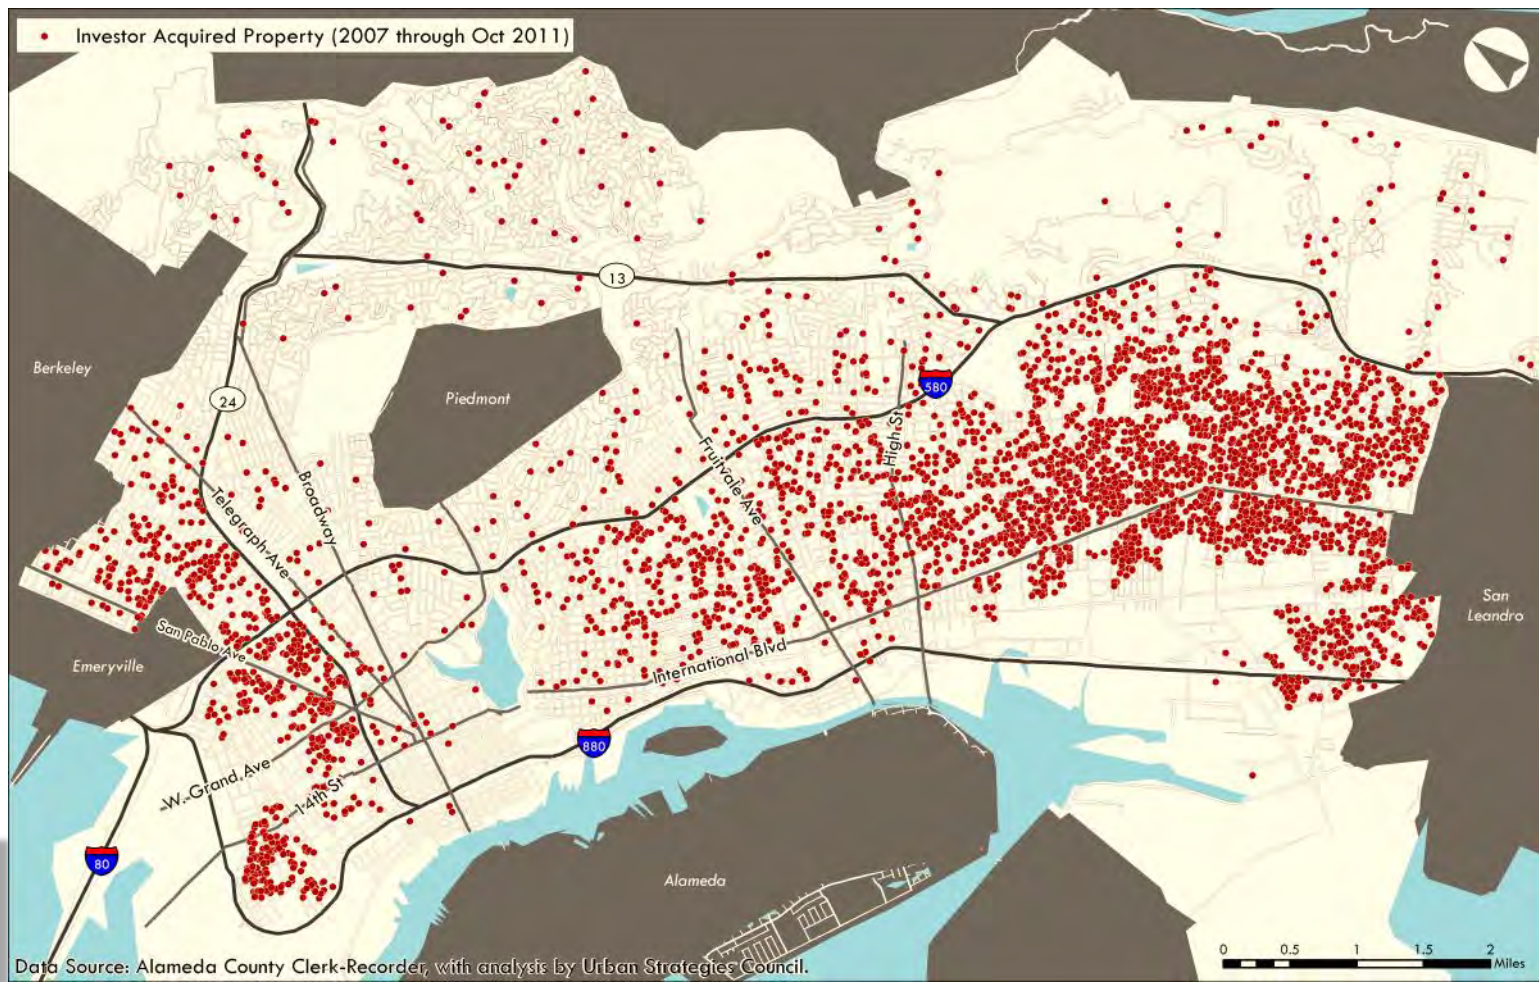 Investor Acquired Property (2007 through Oct 2011)
13
Berkeley
24
Piedmont
580
Broadway
Telegraph Ave
Fruitvale Ave
High St
San Pablo Ave
Emeryville
International Blvd
San
Leandro
W. Grand Ave
14th St
880
80
Alameda
0 0.5 1 1.5 2
Miles
Data Source: Alameda County Clerk-Recorder, with analysis by Urban Strategies Council.